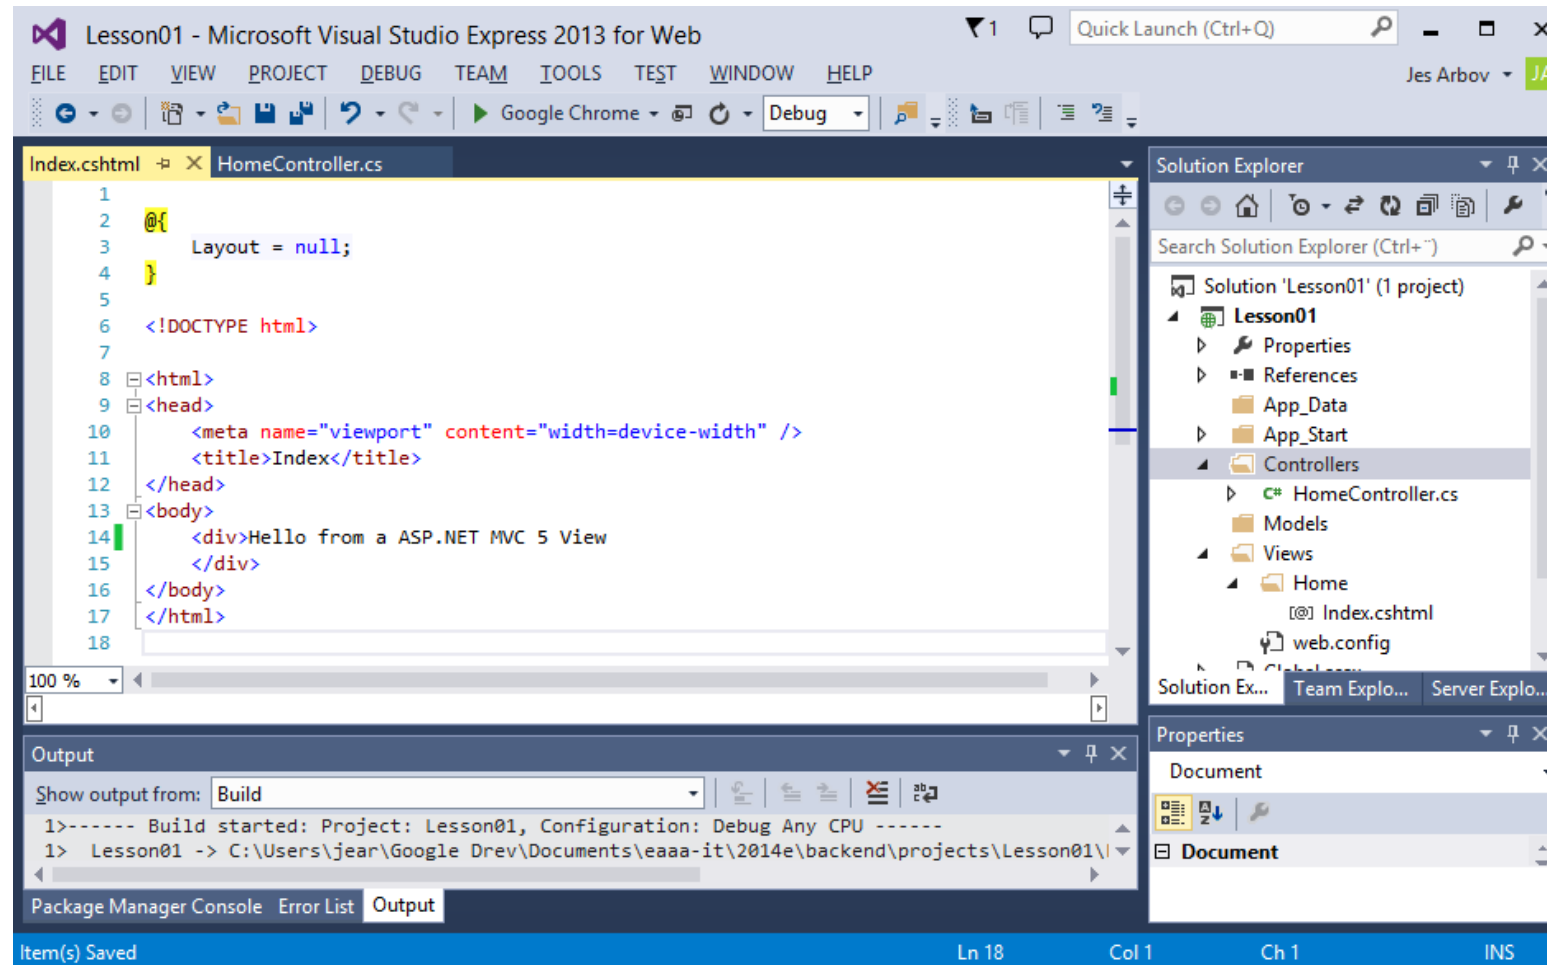 Lesson01 - Microsoft Visual Studio Express 2013 for Web
1
Quick Launch (Ctrl+Q)
FILE EDIT VIEW PROJECT DEBUG TEAM TOOLS TEST WINDOW HELP
Jes Arbov
JA
Google Chrome
Debug
Index.cshtml
HomeController.cs
1
2 @{
3 Layout = null;
4 }
5
6 <!DOCTYPE html>
7
8 <html>
9 <head>
10 <meta name="viewport" content="width=device-width" />
11 <title>Index</title>
12 </head>
13 <body>
14 <div>Hello from a ASP.NET MVC 5 View
15 </div>
16 </body>
17 </html>
18
100 %
Output
Show output from: Build
1>------ Build started: Project: Lesson01, Configuration: Debug Any CPU ------
1> Lesson01 -> C:\Users\jear\Google Drev\Documents\eaaa-it\2014e\backend\projects\Lesson01\
Package Manager Console Error List Output
Solution Explorer
Search Solution Explorer (Ctrl+¨)
Solution 'Lesson01' (1 project)
Lesson01
Properties
References
App_Data
App_Start
Controllers
C# HomeController.cs
Models
Views
Home
[@] Index.cshtml
web.config
Solution Ex... Team Explo... Server Explo...
Properties
Document
Document
Item(s) Saved
Ln 18 Col 1 Ch 1 INS